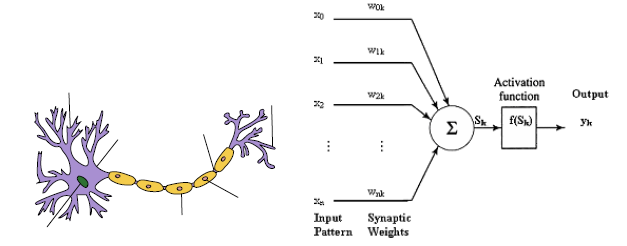 x0 w0k
x1 w1k
x2 w2k
Activation
function
Output
Σ Sk f(Sk) yk
⋮ ⋮
xn wnk
Input Synaptic
Pattern Weights